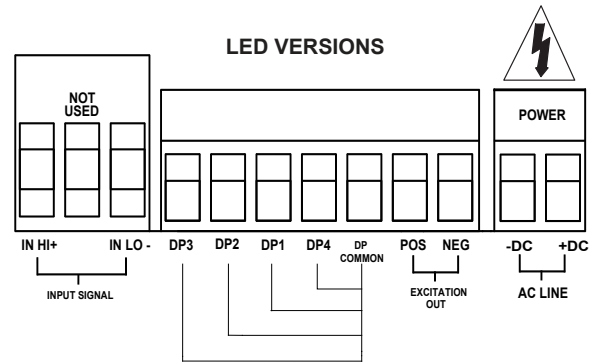 LED VERSIONS
NOT
USED
POWER
IN HI+
IN LO -
DP3
DP2
DP1
DP4
DP
COMMON
POS
NEG
-DC
+DC
INPUT SIGNAL
EXCITATION
OUT
AC LINE